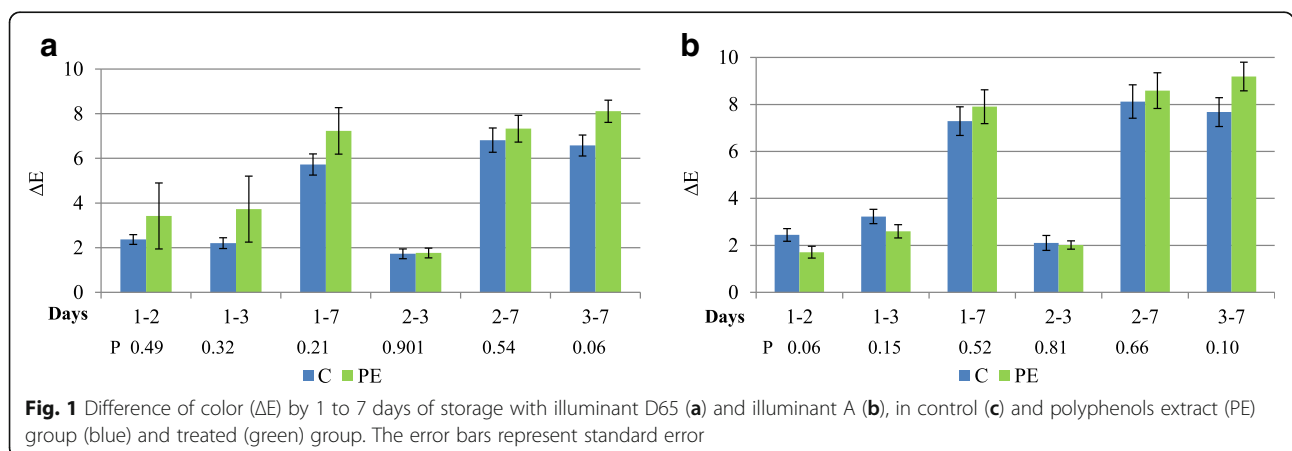 a
10
8
6
4
2
0
ΔE
Days 1-2 1-3 1-7 2-3 2-7 3-7
P 0.49 0.32 0.21 0.901 0.54 0.06
C PE
b
10
8
6
4
2
0
ΔE
Days 1-2 1-3 1-7 2-3 2-7 3-7
P 0.06 0.15 0.52 0.81 0.66 0.10
C PE
Fig. 1 Difference of color (ΔE) by 1 to 7 days of storage with illuminant D65 (a) and illuminant A (b), in control (c) and polyphenols extract (PE)
group (blue) and treated (green) group. The error bars represent standard error